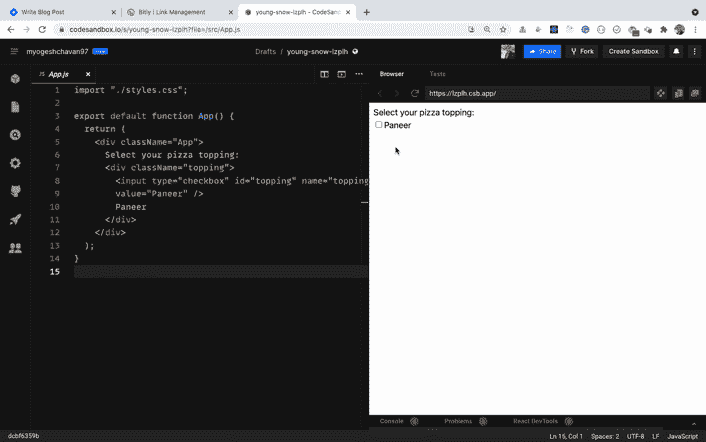 Write Blog Post
Bitly | Link Management
young-snow-lzplh - CodeSan
codesandbox.io/s/young-snow-lzplh?file=/src/App.js
myogeshchavan97
Drafts / young-snow-lzplh
Share
Fork
Create Sandbox
JS App.js
Browser
Tests
https://lzplh.csb.app/
1 import "./styles.css";
2
3 export default function App() {
4 return (
5 <div className="App">
6 Select your pizza topping:
7 <div className="topping">
8 <input type="checkbox" id="topping" name="topping
9 value="Paneer" />
10 Paneer
11 </div>
12 </div>
13 );
14 }
15
Select your pizza topping:
Paneer
Console
Problems
React DevTools
dcbf6359b
Ln 15, Col 1
Spaces: 2
UTF-8
LF
JavaScript